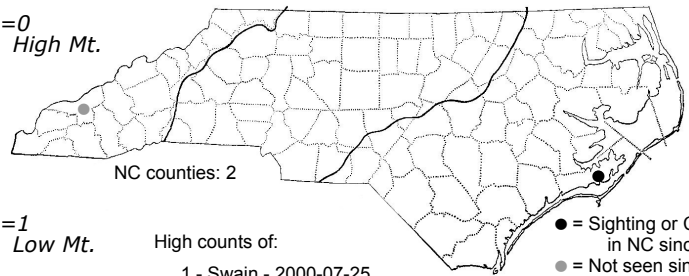 =0
High Mt.
NC counties: 2
=1
Low Mt.
High counts of:
1 - Swain - 2000-07-25
● = Sighting or
in NC sinc
● = Not seen sin